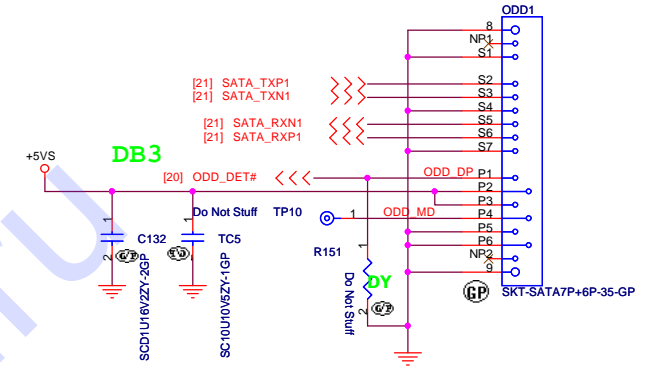 ODD1
8
NP1
S1
[21] SATA_TXP1
S2
[21] SATA_TXN1
S3
S4
[21] SATA_RXN1
S5
[21] SATA_RXP1
S6
S7
+5VS
DB3
[20] ODD_DET#
ODD_DP
P1
P2
P3
Do Not Stuff
TP10
1
ODD_MD
P4
P5
P6
NP2
9
1
2
C132
GP
SCD1U16V2ZY-2GP
1
2
TC5
SC10U10V5ZY-1GP
R151
1
2
DY
Do Not Stuff
GP
GP
SKT-SATA7P+6P-35-GP